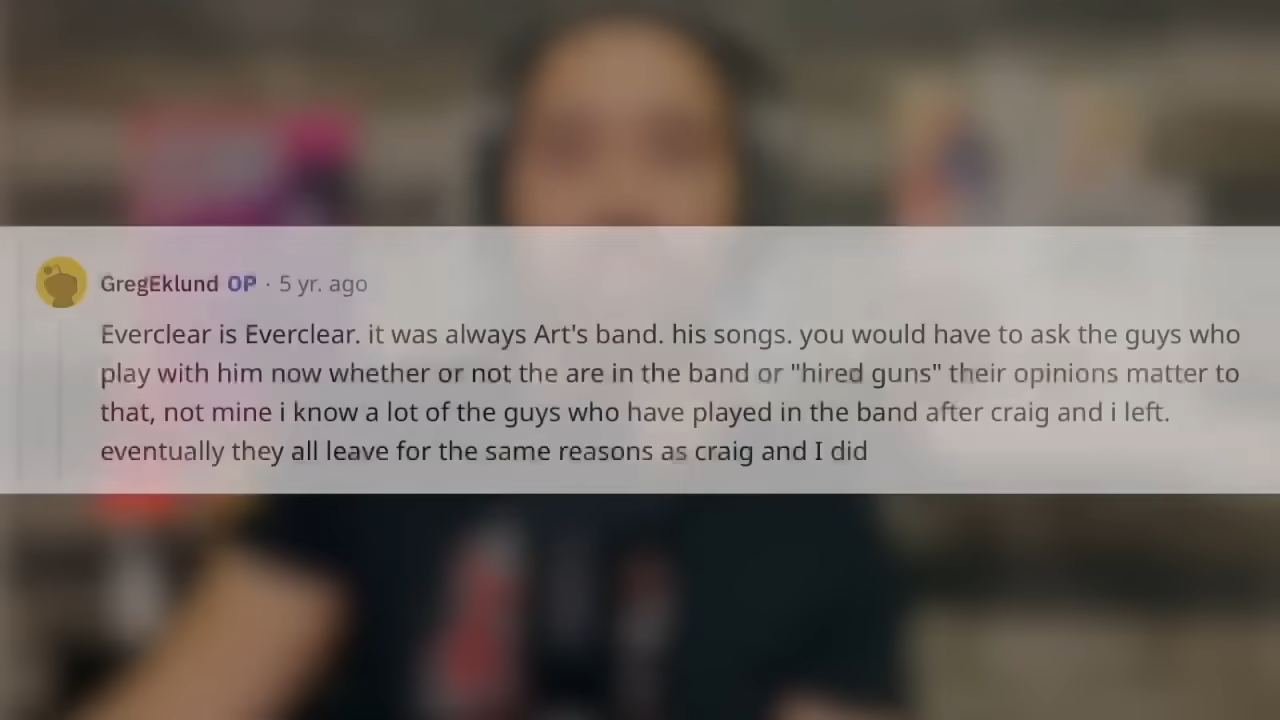 GregEklund OP · 5 yr. ago
Everclear is Everclear. it was always Art's band. his songs. you would have to ask the guys who
play with him now whether or not the are in the band or "hired guns" their opinions matter to
that, not mine i know a lot of the guys who have played in the band after craig and i left.
eventually they all leave for the same reasons as craig and I did